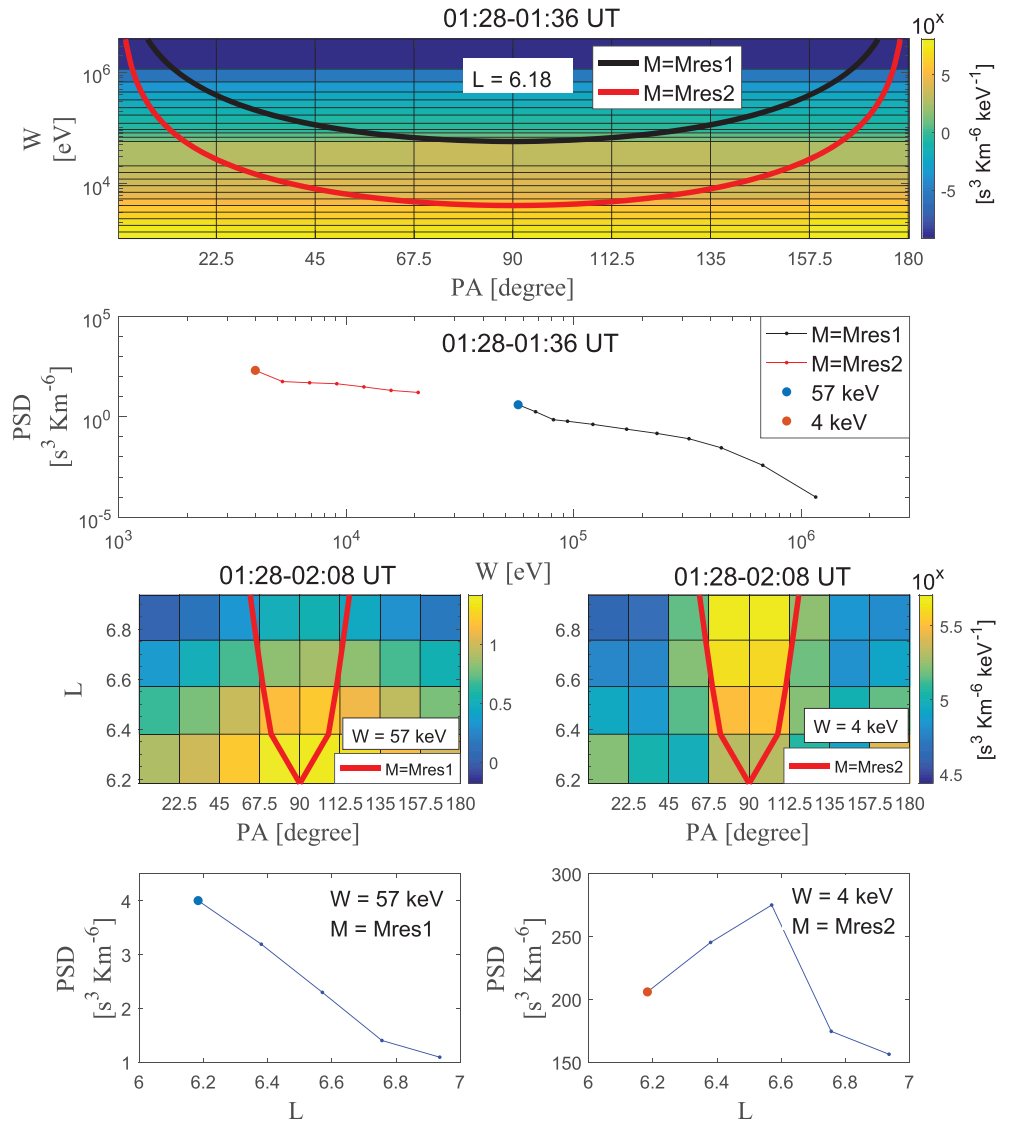 01:28-01:36 UT
10^x
L = 6.18
M=Mres1
M=Mres2
W
[eV]
10^6
10^4
5
0
-5
[s^3 Km^-6 keV^-1]
22.5 45 67.5 90 112.5 135 157.5 180
PA [degree]
01:28-01:36 UT
M=Mres1
M=Mres2
57 keV
4 keV
PSD
[s^3 Km^-6]
10^5
10^0
10^-5
10^3 10^4 10^5 10^6
W [eV]
01:28-02:08 UT
L
6.8
6.6
6.4
6.2
W = 57 keV
M=Mres1
1
0.5
0
22.5 45 67.5 90 112.5 135 157.5 180
PA [degree]
01:28-02:08 UT
10^x
6.8
6.6
6.4
6.2
W = 4 keV
M=Mres2
5.5
5
4.5
[s^3 Km^-6 keV^-1]
22.5 45 67.5 90 112.5 135 157.5 180
PA [degree]
PSD
[s^3 Km^-6]
4
3
2
1
W = 57 keV
M = Mres1
6 6.2 6.4 6.6 6.8 7
L
PSD
[s^3 Km^-6]
300
250
200
150
W = 4 keV
M = Mres2
6 6.2 6.4 6.6 6.8 7
L